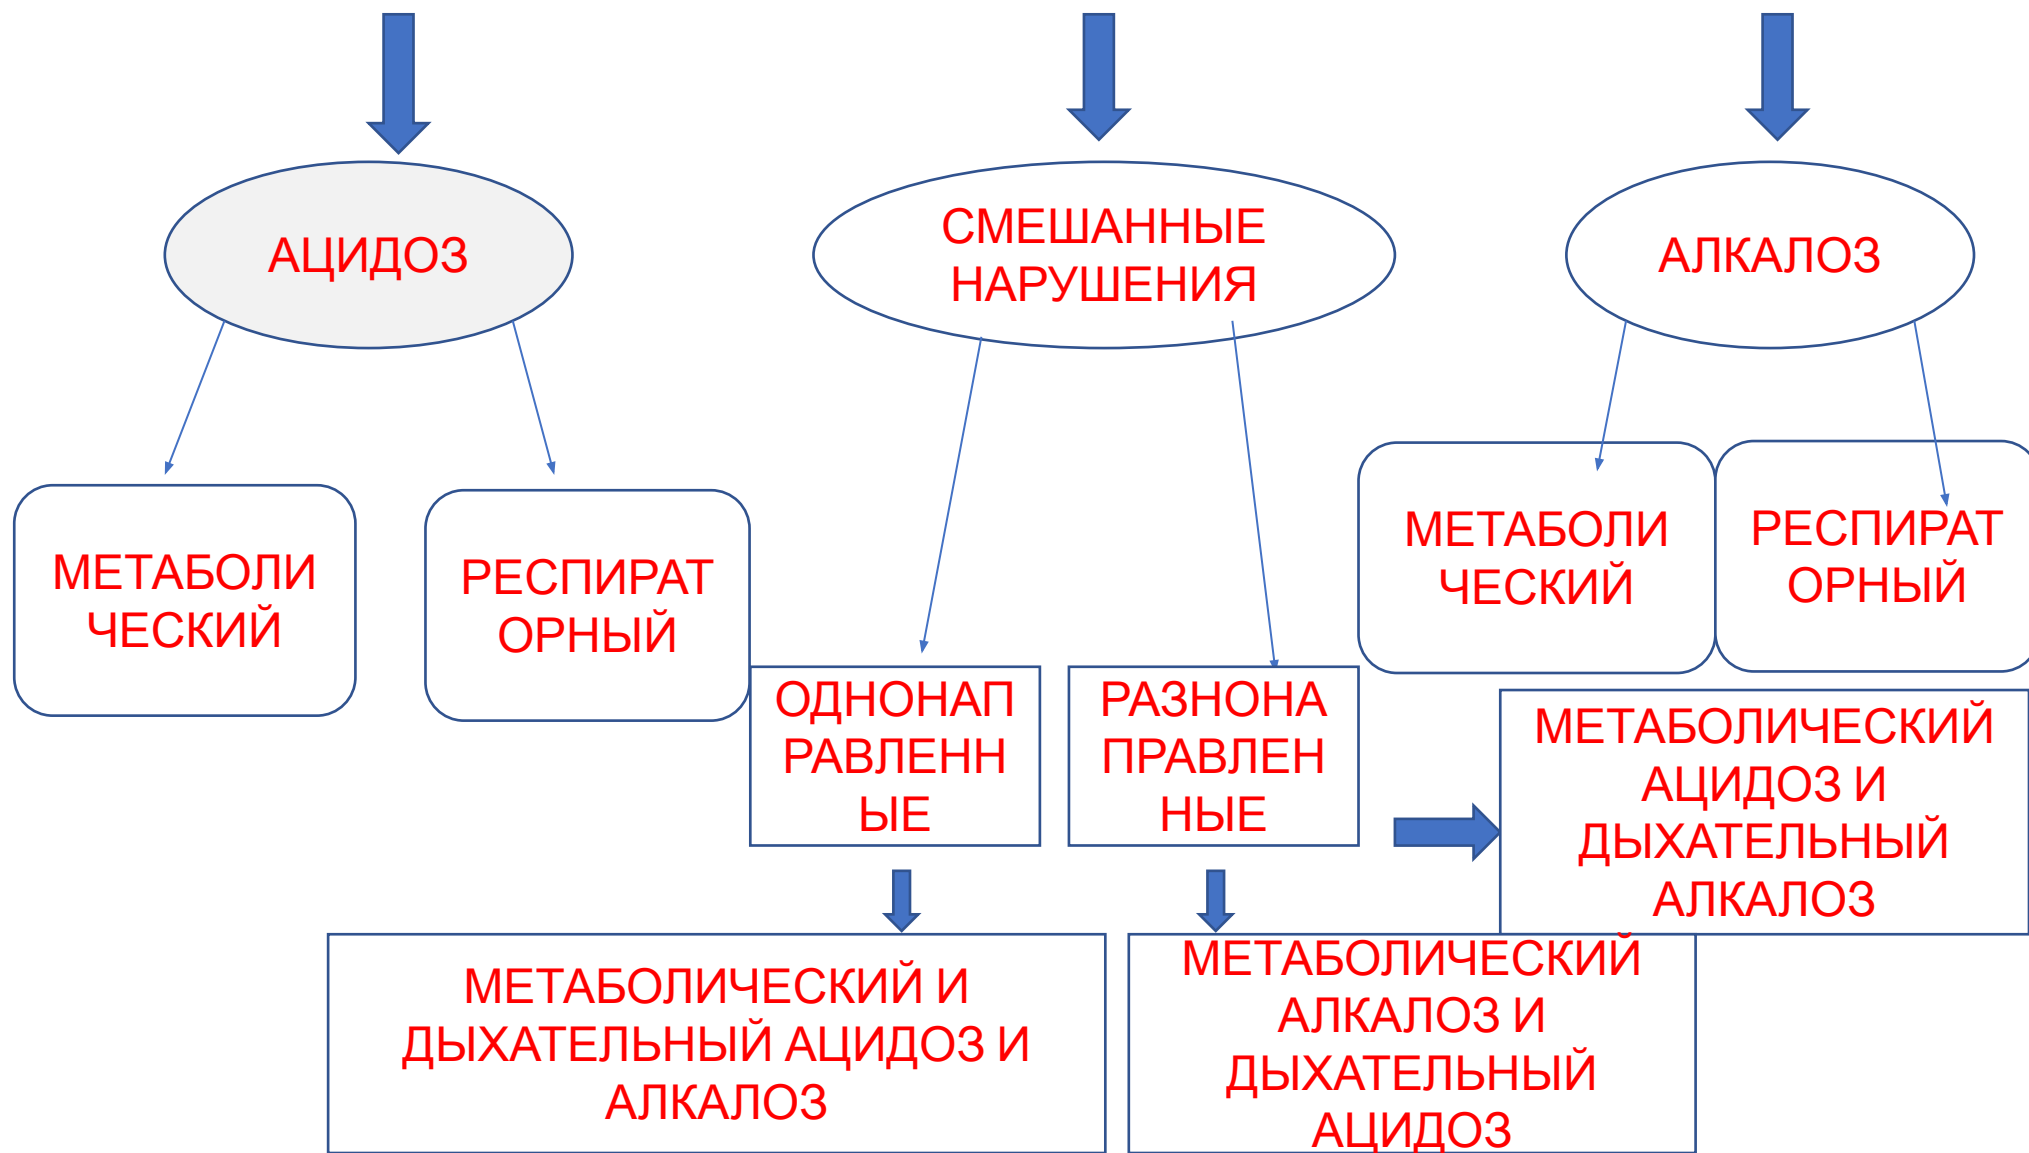 АЦИДОЗ
СМЕШАННЫЕ
НАРУШЕНИЯ
АЛКАЛОЗ
МЕТАБОЛИ
ЧЕСКИЙ
РЕСПИРАТ
ОРНЫЙ
ОДНОНАП
РАВЛЕНН
ЫЕ
РАЗНОНА
ПРАВЛЕН
НЫЕ
МЕТАБОЛИ
ЧЕСКИЙ
РЕСПИРАТ
ОРНЫЙ
МЕТАБОЛИЧЕСКИЙ
АЦИДОЗ И
ДЫХАТЕЛЬНЫЙ
АЛКАЛОЗ
МЕТАБОЛИЧЕСКИЙ И
ДЫХАТЕЛЬНЫЙ АЦИДОЗ И
АЛКАЛОЗ
МЕТАБОЛИЧЕСКИЙ
АЛКАЛОЗ И
ДЫХАТЕЛЬНЫЙ
АЦИДОЗ